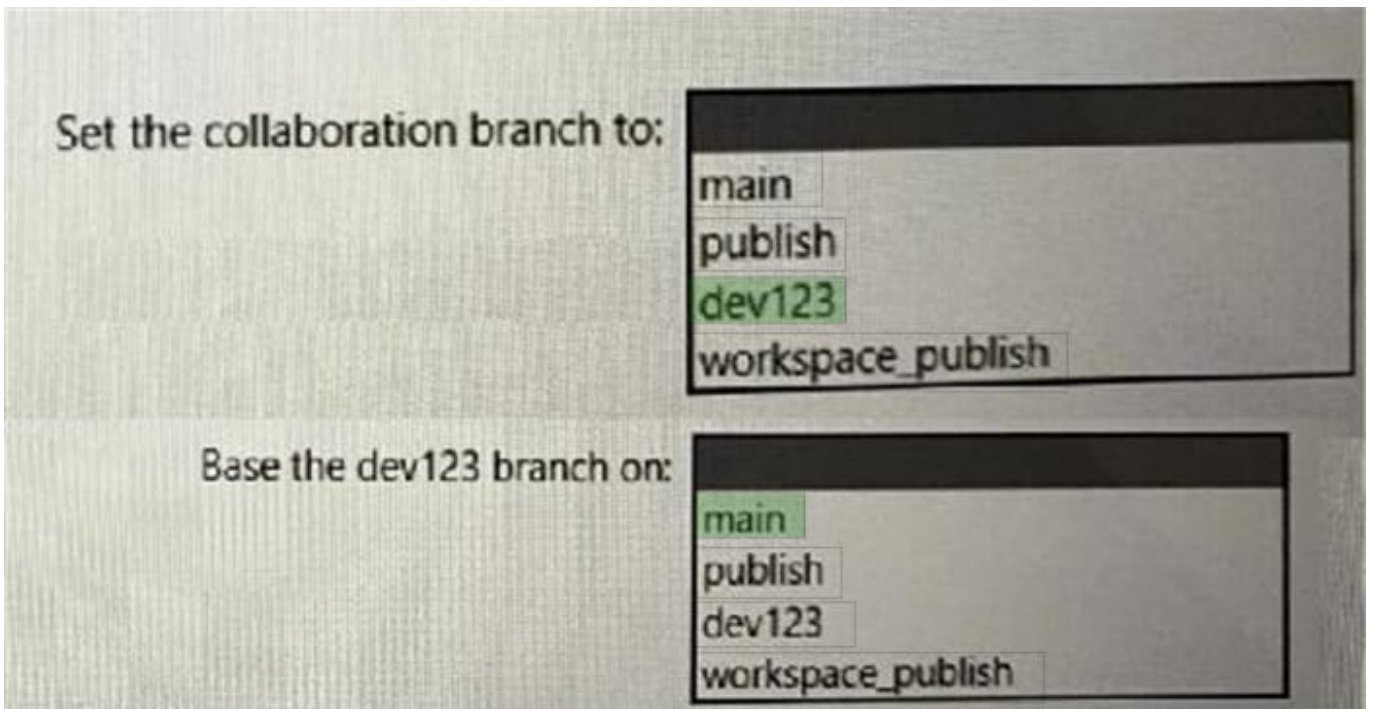 Set the collaboration branch to:
main
publish
dev123
workspace_publish
Base the dev123 branch on:
main
publish
dev123
workspace_publish